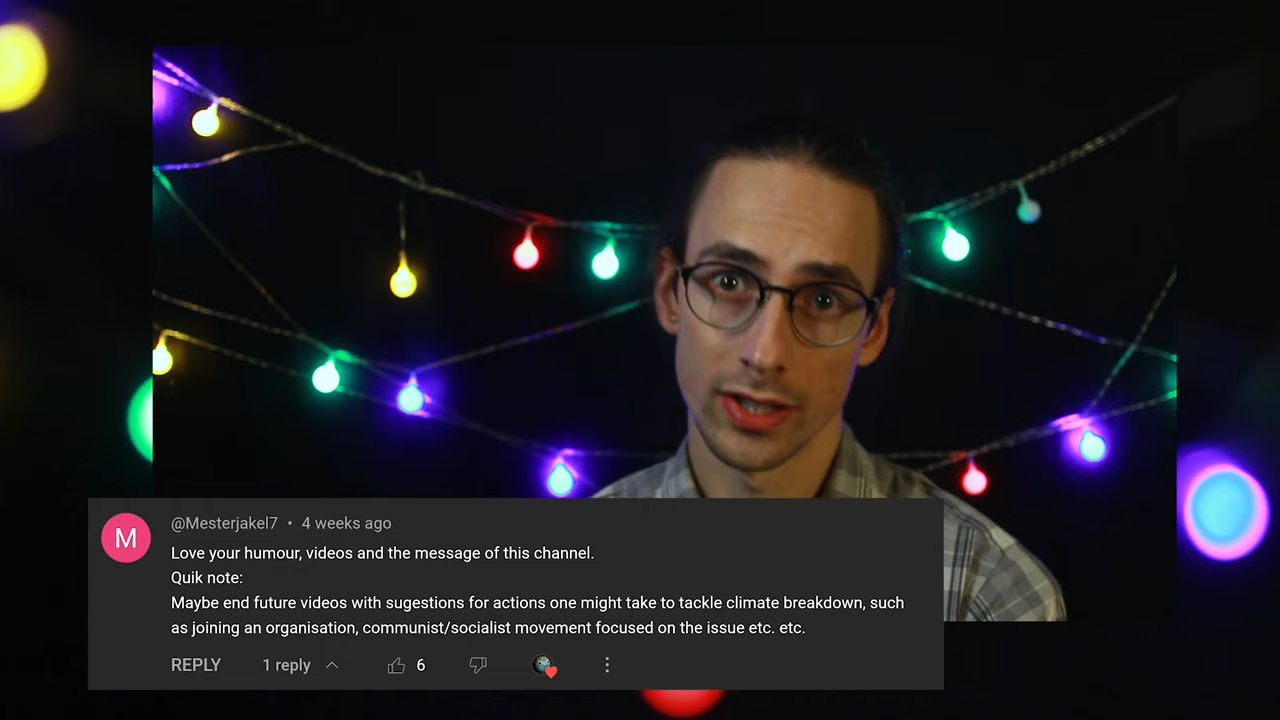 M
@Mesterjakel7 • 4 weeks ago
Love your humour, videos and the message of this channel.
Quik note:
Maybe end future videos with sugestions for actions one might take to tackle climate breakdown, such
as joining an organisation, communist/socialist movement focused on the issue etc. etc.
REPLY 1 reply 6